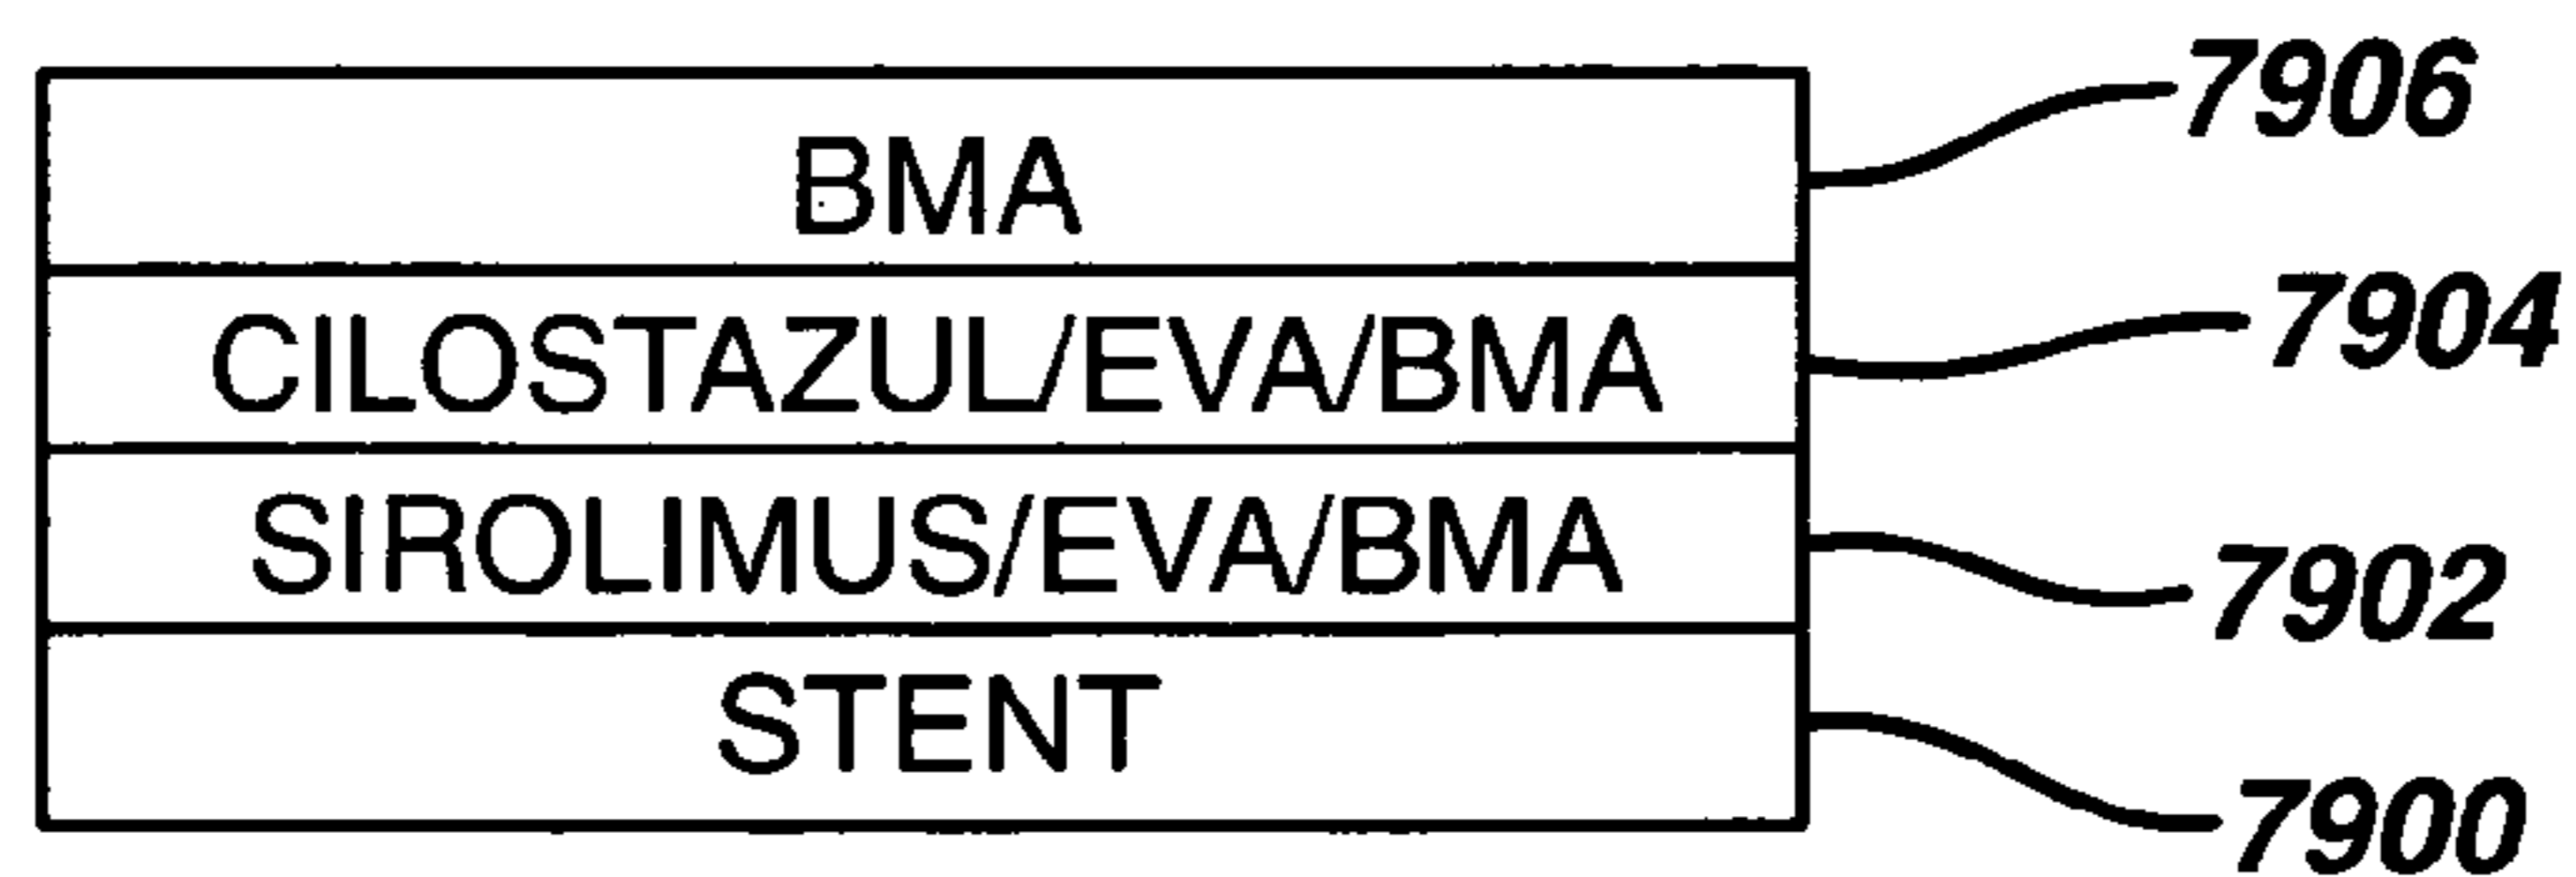 BMA
7906
CILOSTAZUL/EVA/BMA
7904
SIROLIMUS/EVA/BMA
7902
STENT
7900